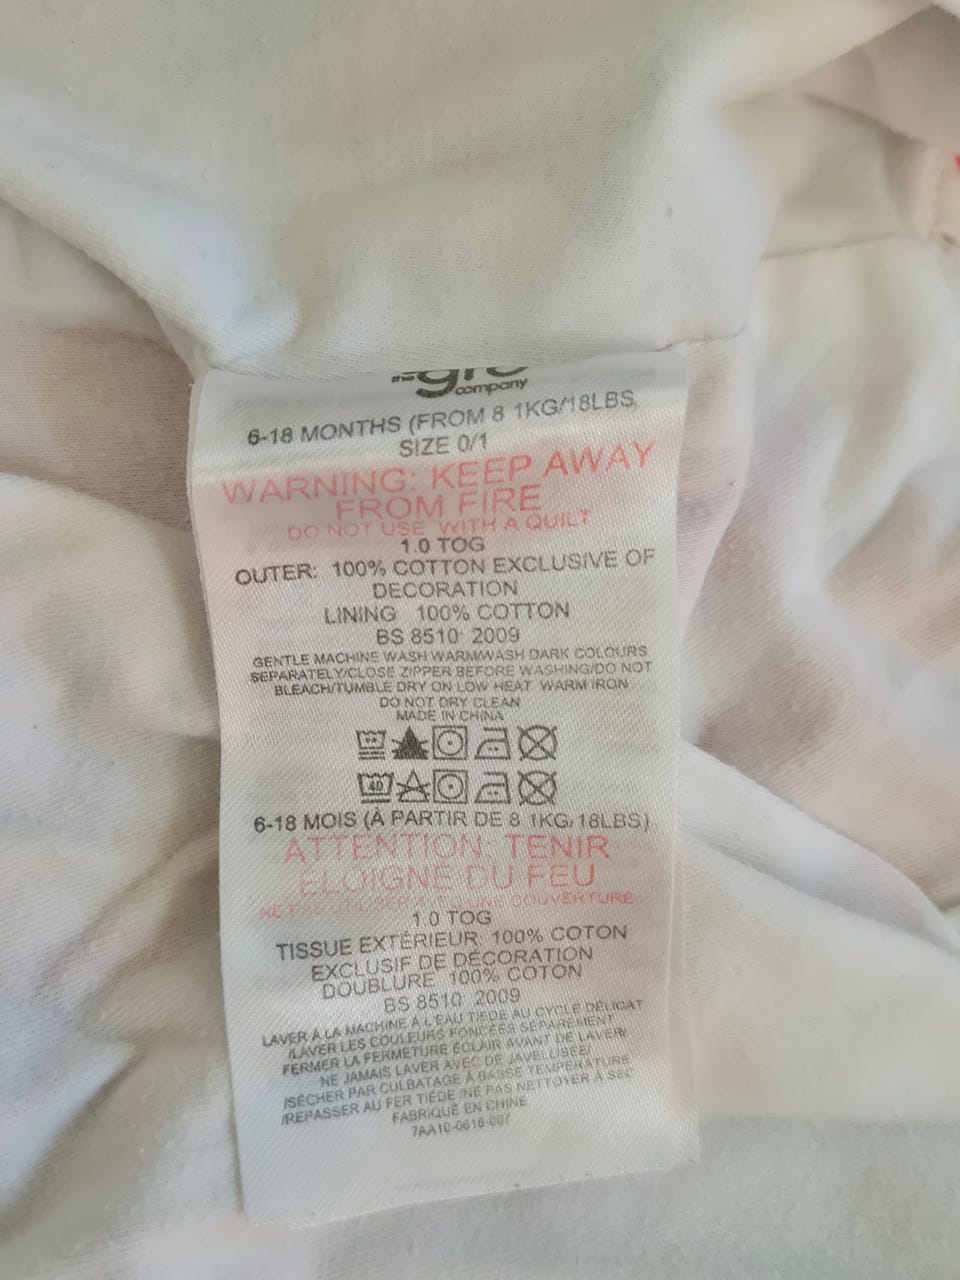 the gro
company
6-18 MONTHS (FROM 8 1KG/18LBS,
SIZE 0/1
WARNING: KEEP AWAY
FROM FIRE
DO NOT USE WITH A QUILT
1.0 TOG
OUTER: 100% COTTON EXCLUSIVE OF
DECORATION
LINING 100% COTTON
BS 8510 2009
GENTLE MACHINE WASH WARM/WASH DARK COLOURS
SEPARATELY/CLOSE ZIPPER BEFORE WASHING/DO NOT
BLEACH/TUMBLE DRY ON LOW HEAT WARM IRON
DO NOT DRY CLEAN
MADE IN CHINA
40
6-18 MOIS (À PARTIR DE 8 1KG/18LBS)
ATTENTION: TENIR
ELOIGNE DU FEU
NE PAS UTILISER AVEC UNE COUVERTURE
1.0 TOG
TISSUE EXTÉRIEUR: 100% COTON
EXCLUSIF DE DÉCORATION
DOUBLURE 100% COTON
BS 8510 2009
LAVER À LA MACHINE À L'EAU TIÈDE AU CYCLE DÉLICAT
/LAVER LES COULEURS FONCÉES SÉPARÉMENT
FERMER LA FERMETURE ÉCLAIR AVANT DE LAVER/
NE JAMAIS LAVER AVEC DE JAVELLISEE/
/SÉCHER PAR CULBATAGE À BASSE TEMPÉRATURE
/REPASSER AU FER TIÈDE /NE PAS NETTOYER À SEC
FABRIQUÉ EN CHINE
7AA10-0618-007